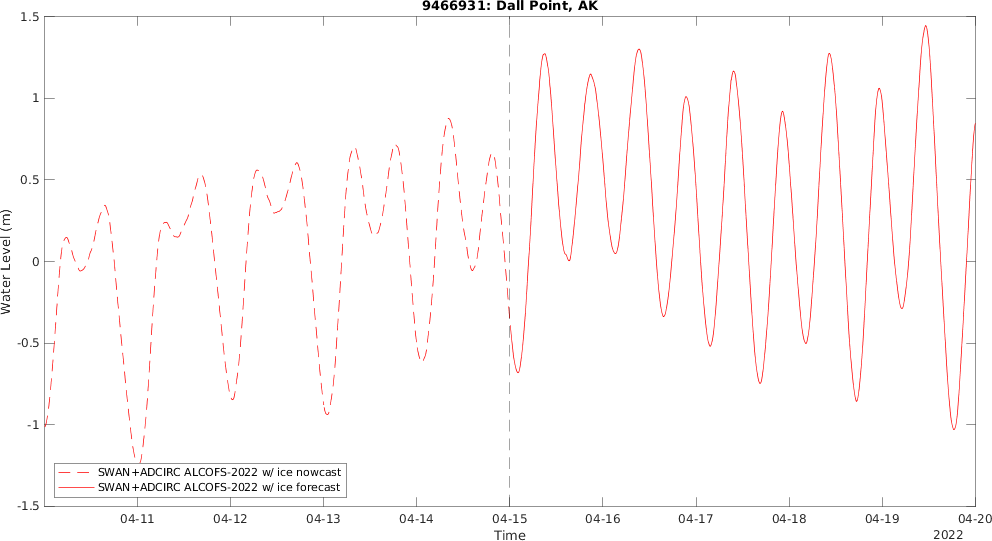 9466931: Dall Point, AK
1.5
1
0.5
0
-0.5
-1
-1.5
Water Level (m)
SWAN+ADCIRC ALCOFS-2022 w/ ice nowcast
SWAN+ADCIRC ALCOFS-2022 w/ ice forecast
04-11 04-12 04-13 04-14 04-15 04-16 04-17 04-18 04-19 04-20
Time
2022